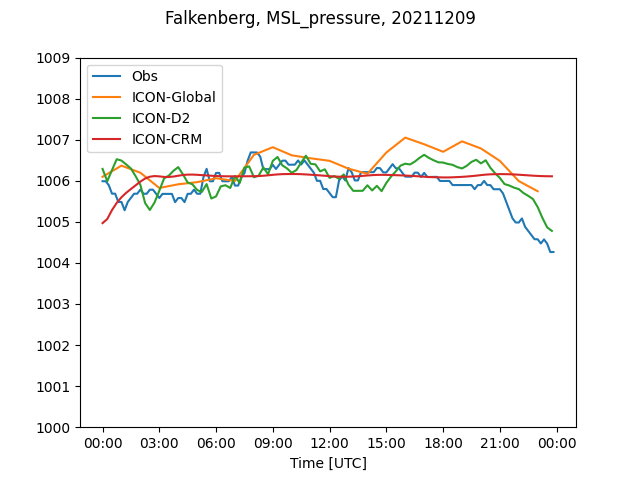 Falkenberg, MSL_pressure, 20211209
1009
1008
1007
1006
1005
1004
1003
1002
1001
1000
Obs
ICON-Global
ICON-D2
ICON-CRM
00:00 03:00 06:00 09:00 12:00 15:00 18:00 21:00 00:00
Time [UTC]